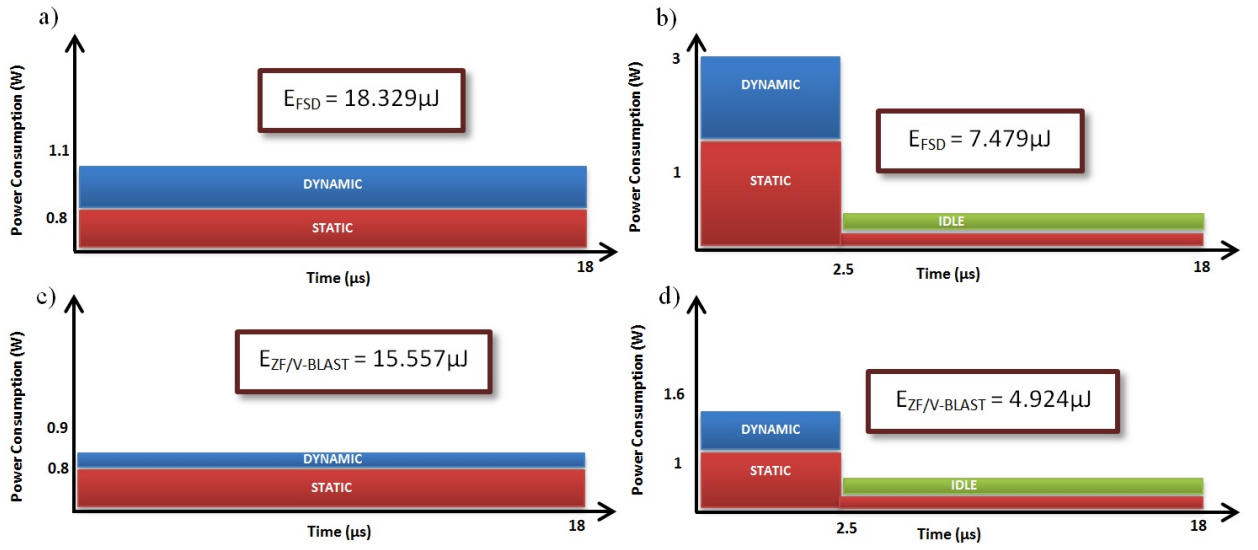 a)
Power Consumption (W)
1.1
0.8
E_FSD = 18.329µJ
DYNAMIC
STATIC
18
Time (µs)
b)
Power Consumption (W)
3
1
DYNAMIC
STATIC
E_FSD = 7.479µJ
IDLE
2.5
Time (µs)
18
c)
Power Consumption (W)
0.9
0.8
E_ZF/V-BLAST = 15.557µJ
DYNAMIC
STATIC
Time (µs)
18
d)
Power Consumption (W)
1.6
1
E_ZF/V-BLAST = 4.924µJ
DYNAMIC
STATIC
IDLE
2.5
Time (µs)
18